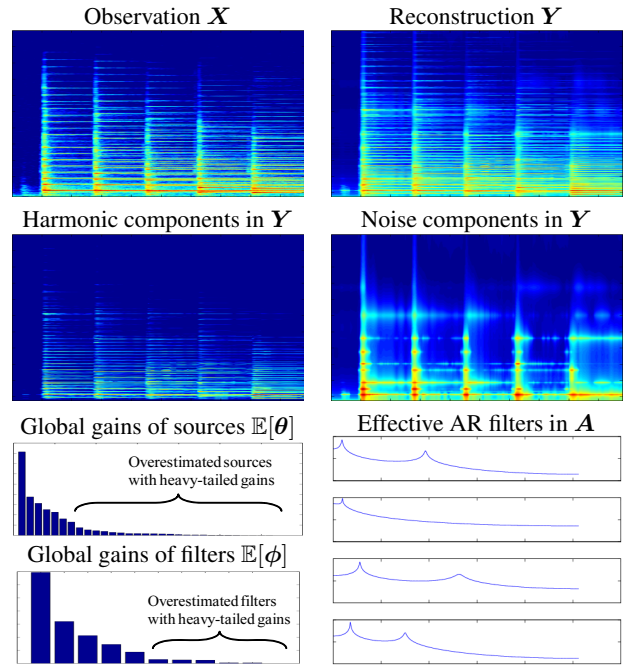 Observation X
Reconstruction Y
Harmonic components in Y
Noise components in Y
Global gains of sources 𝔼[θ]
Effective AR filters in A
Overestimated sources
with heavy-tailed gains
Global gains of filters 𝔼[ϕ]
Overestimated filters
with heavy-tailed gains